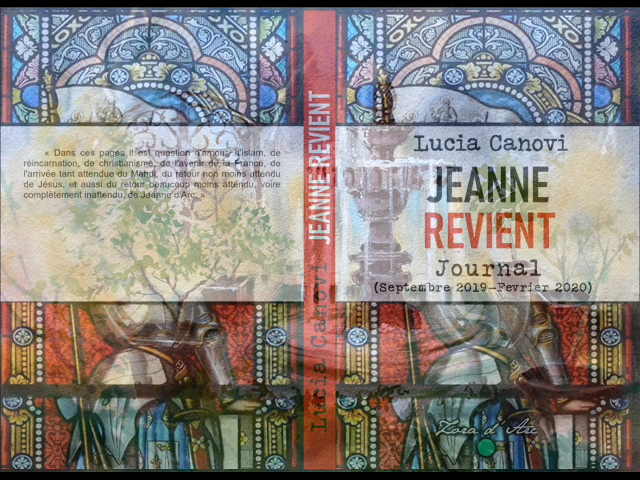 « Dans ces pages il est question d'amour, d'islam, de
réincarnation, de christianisme, de l'avenir de la France, de
l'arrivée tant attendue du Mahdi, du retour non moins attendu
de Jésus, et aussi du retour beaucoup moins attendu, voire
complètement inattendu, de Jeanne d'Arc. »
Lucia Canovi
JEANNE REVIENT
Lucia Canovi
JEANNE
REVIENT
Journal
(Septembre 2019-Fevrier 2020)
Zora d'Arc